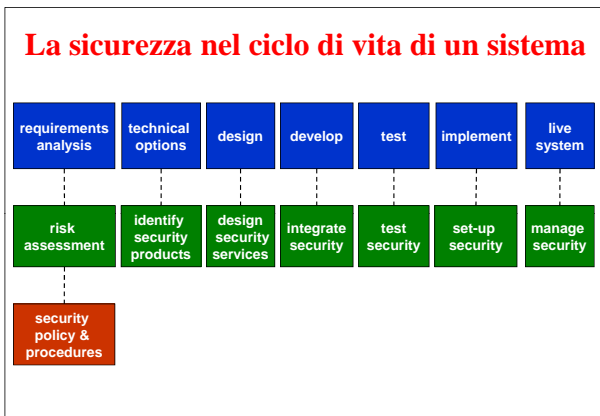 La sicurezza nel ciclo di vita di un sistema
requirements
analysis
technical
options
design
develop
test
implement
live
system
risk
assessment
identify
security
products
design
security
services
integrate
security
test
security
set-up
security
manage
security
security
policy &
procedures